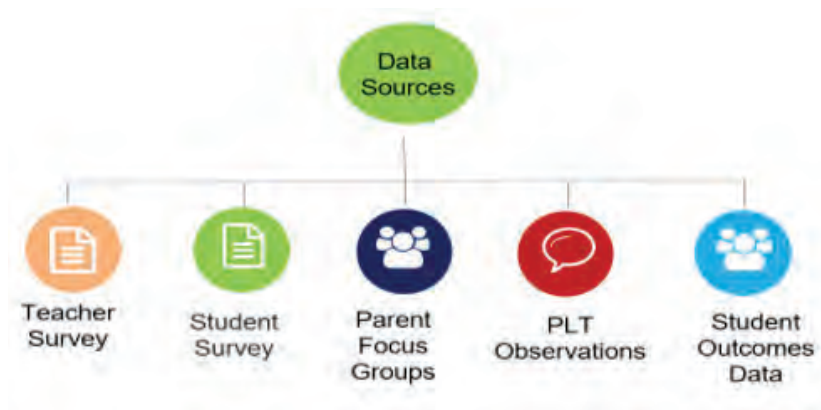 Data
Sources
Teacher
Survey
Student
Survey
Parent
Focus
Groups
PLT
Observations
Student
Outcomes
Data